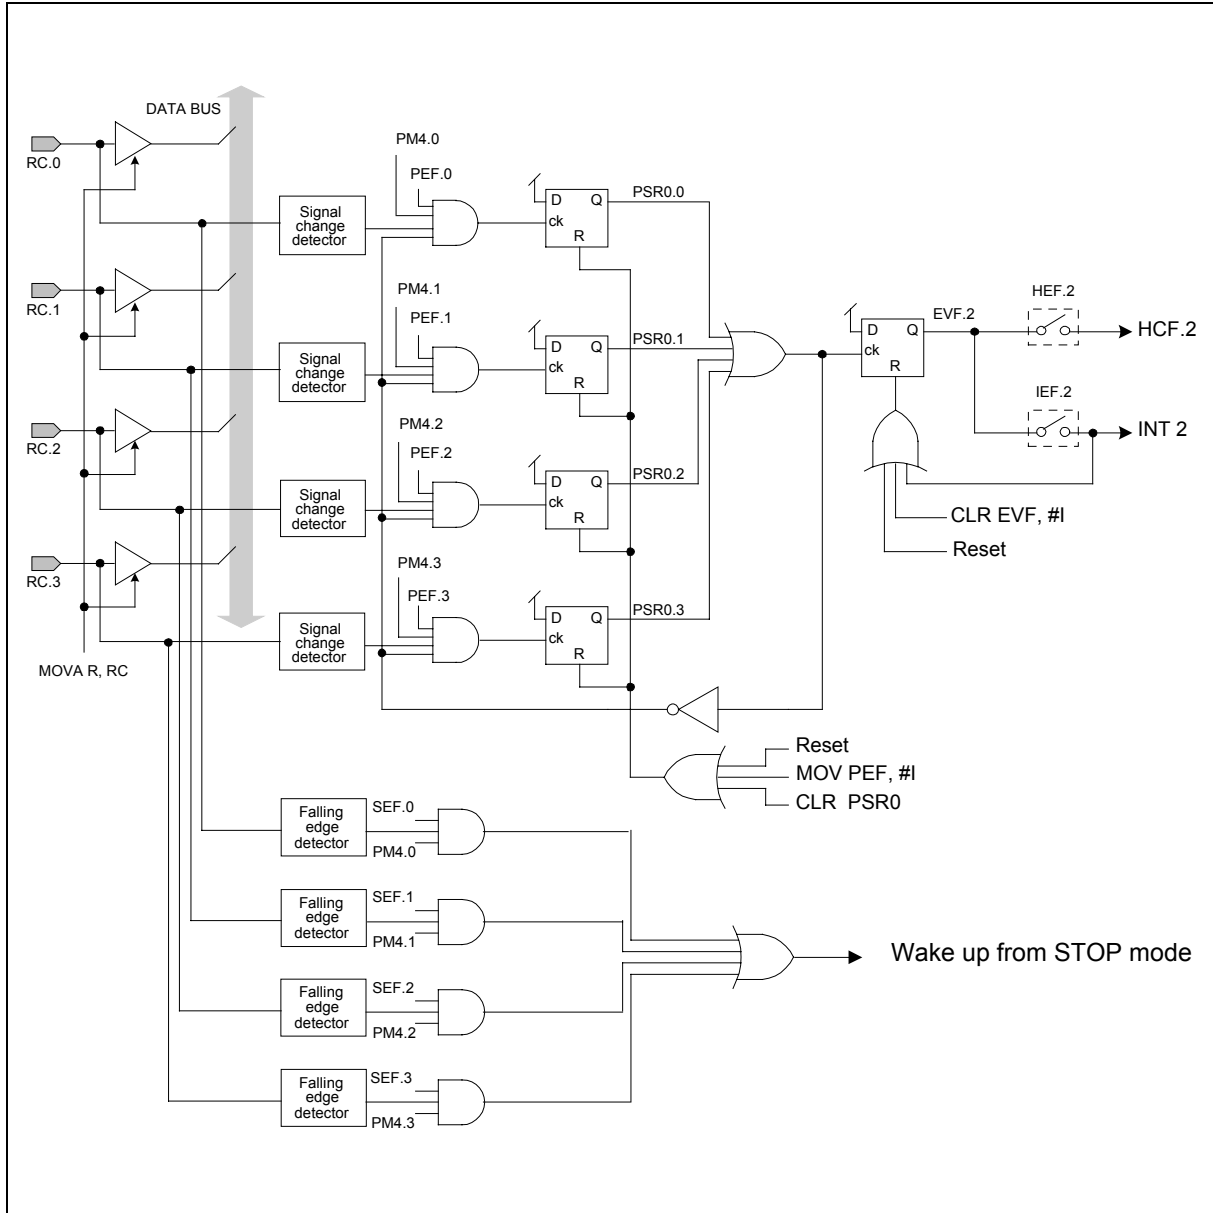 DATA BUS
RC.0
PM4.0
PEF.0
Signal
change
detector
D Q
ck
R
PSR0.0
RC.1
PM4.1
PEF.1
Signal
change
detector
D Q
ck
R
PSR0.1
D Q
ck
R
EVF.2
HEF.2
HCF.2
IEF.2
INT 2
CLR EVF, #I
Reset
RC.2
PM4.2
PEF.2
Signal
change
detector
D Q
ck
R
PSR0.2
RC.3
PM4.3
PEF.3
Signal
change
detector
D Q
ck
R
PSR0.3
MOVA R, RC
Reset
MOV PEF, #I
CLR PSR0
Falling
edge
detector
SEF.0
PM4.0
Falling
edge
detector
SEF.1
PM4.1
Wake up from STOP mode
Falling
edge
detector
SEF.2
PM4.2
Falling
edge
detector
SEF.3
PM4.3